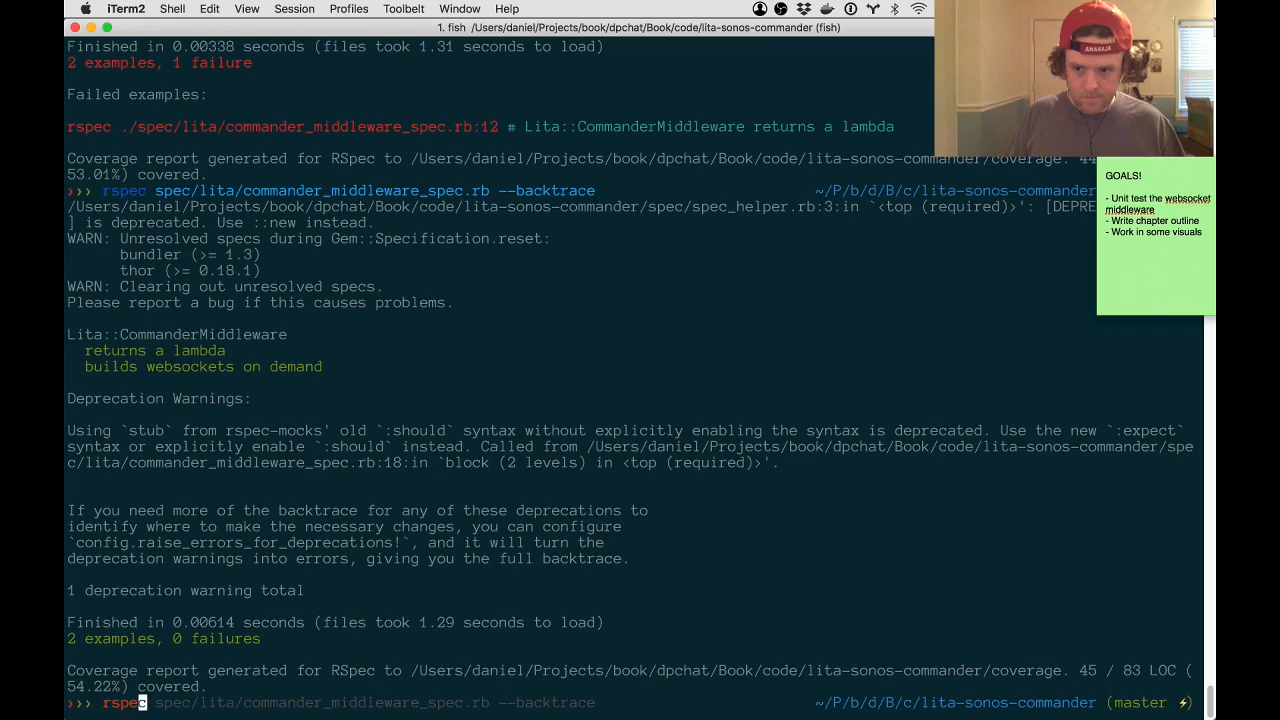 iTerm2 Shell Edit View Session Profiles Toolbelt Window Help
1. fish /Users/daniel/Projects/book/dpchat/Book/code/lita-sonos-commander (fish)
Finished in 0.00338 seconds (files took 1.31 seconds to load)
2 examples, 1 failure
Failed examples:
rspec ./spec/lita/commander_middleware_spec.rb:12 # Lita::CommanderMiddleware returns a lambda
Coverage report generated for RSpec to /Users/daniel/Projects/book/dpchat/Book/code/lita-sonos-commander/coverage. 44
53.01%) covered.
❯❯❯ rspec spec/lita/commander_middleware_spec.rb --backtrace ~/P/b/d/B/c/lita-sonos-commander
/Users/daniel/Projects/book/dpchat/Book/code/lita-sonos-commander/spec/spec_helper.rb:3:in `<top (required)>': [DEPRE
] is deprecated. Use ::new instead.
WARN: Unresolved specs during Gem::Specification.reset:
bundler (>= 1.3)
thor (>= 0.18.1)
WARN: Clearing out unresolved specs.
Please report a bug if this causes problems.
Lita::CommanderMiddleware
returns a lambda
builds websockets on demand
Deprecation Warnings:
Using `stub` from rspec-mocks' old `:should` syntax without explicitly enabling the syntax is deprecated. Use the new `:expect`
syntax or explicitly enable `:should` instead. Called from /Users/daniel/Projects/book/dpchat/Book/code/lita-sonos-commander/spe
c/lita/commander_middleware_spec.rb:18:in `block (2 levels) in <top (required)>'.
If you need more of the backtrace for any of these deprecations to
identify where to make the necessary changes, you can configure
`config.raise_errors_for_deprecations!`, and it will turn the
deprecation warnings into errors, giving you the full backtrace.
1 deprecation warning total
Finished in 0.00614 seconds (files took 1.29 seconds to load)
2 examples, 0 failures
Coverage report generated for RSpec to /Users/daniel/Projects/book/dpchat/Book/code/lita-sonos-commander/coverage. 45 / 83 LOC (
54.22%) covered.
❯❯❯ rspec spec/lita/commander_middleware_spec.rb --backtrace ~/P/b/d/B/c/lita-sonos-commander (master ⚡)
GOALS!
- Unit test the websocket
middleware
- Write chapter outline
- Work in some visuals